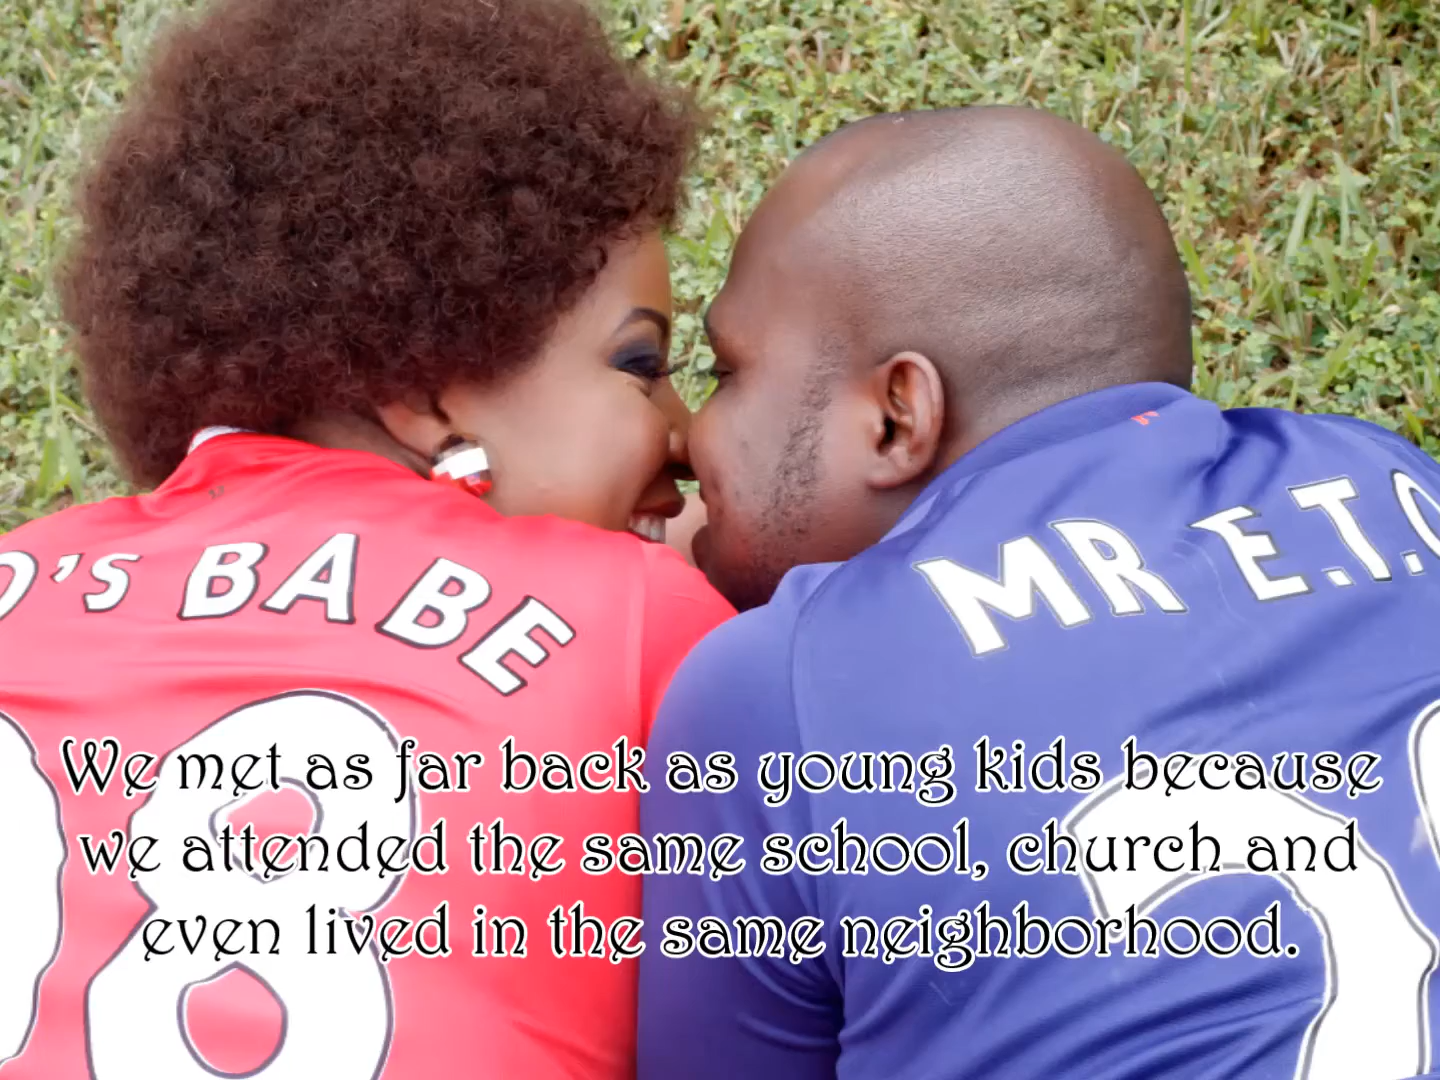 'S BABE
MR E.T.
8
We met as far back as young kids because
we attended the same school, church and
even lived in the same neighborhood.